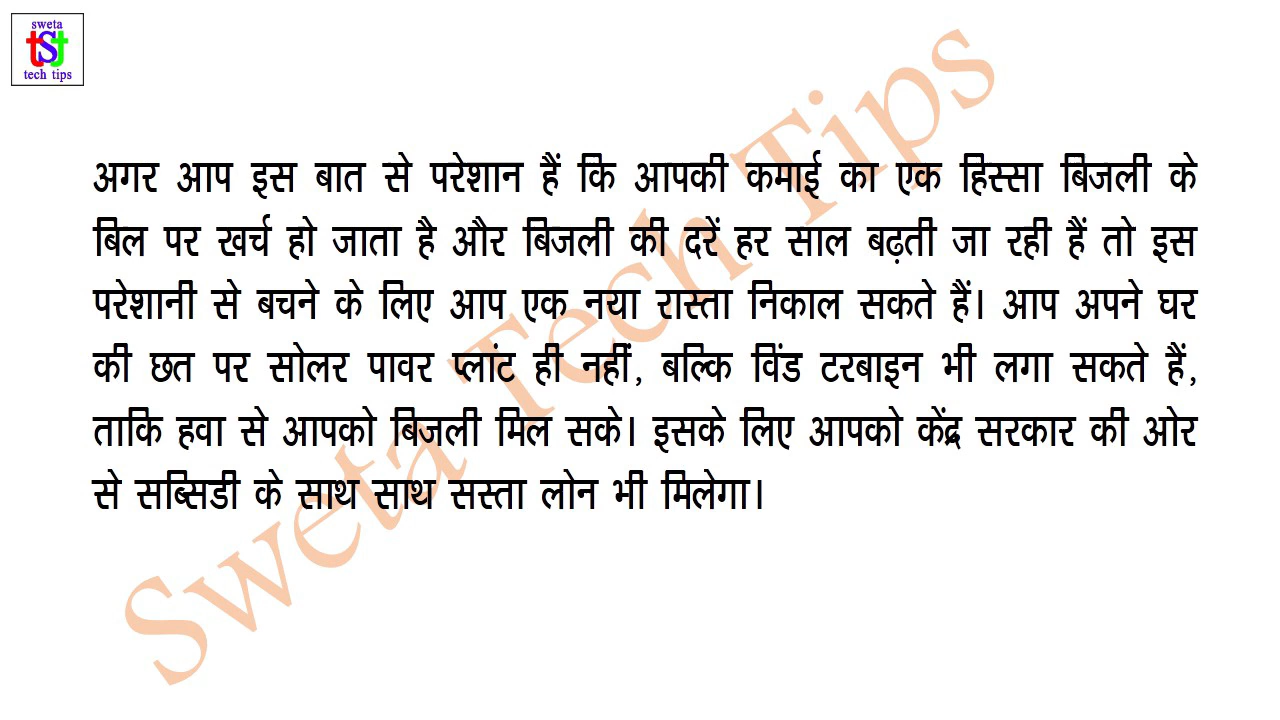 sweta
tst
tech tips
अगर आप इस बात से परेशान हैं कि आपकी कमाई का एक हिस्सा बिजली के
बिल पर खर्च हो जाता है और बिजली की दरें हर साल बढ़ती जा रही हैं तो इस
परेशानी से बचने के लिए आप एक नया रास्ता निकाल सकते हैं। आप अपने घर
की छत पर सोलर पावर प्लांट ही नहीं, बल्कि विंड टरबाइन भी लगा सकते हैं,
ताकि हवा से आपको बिजली मिल सके। इसके लिए आपको केंद्र सरकार की ओर
से सब्सिडी के साथ साथ सस्ता लोन भी मिलेगा।
Sweta Tech Tips